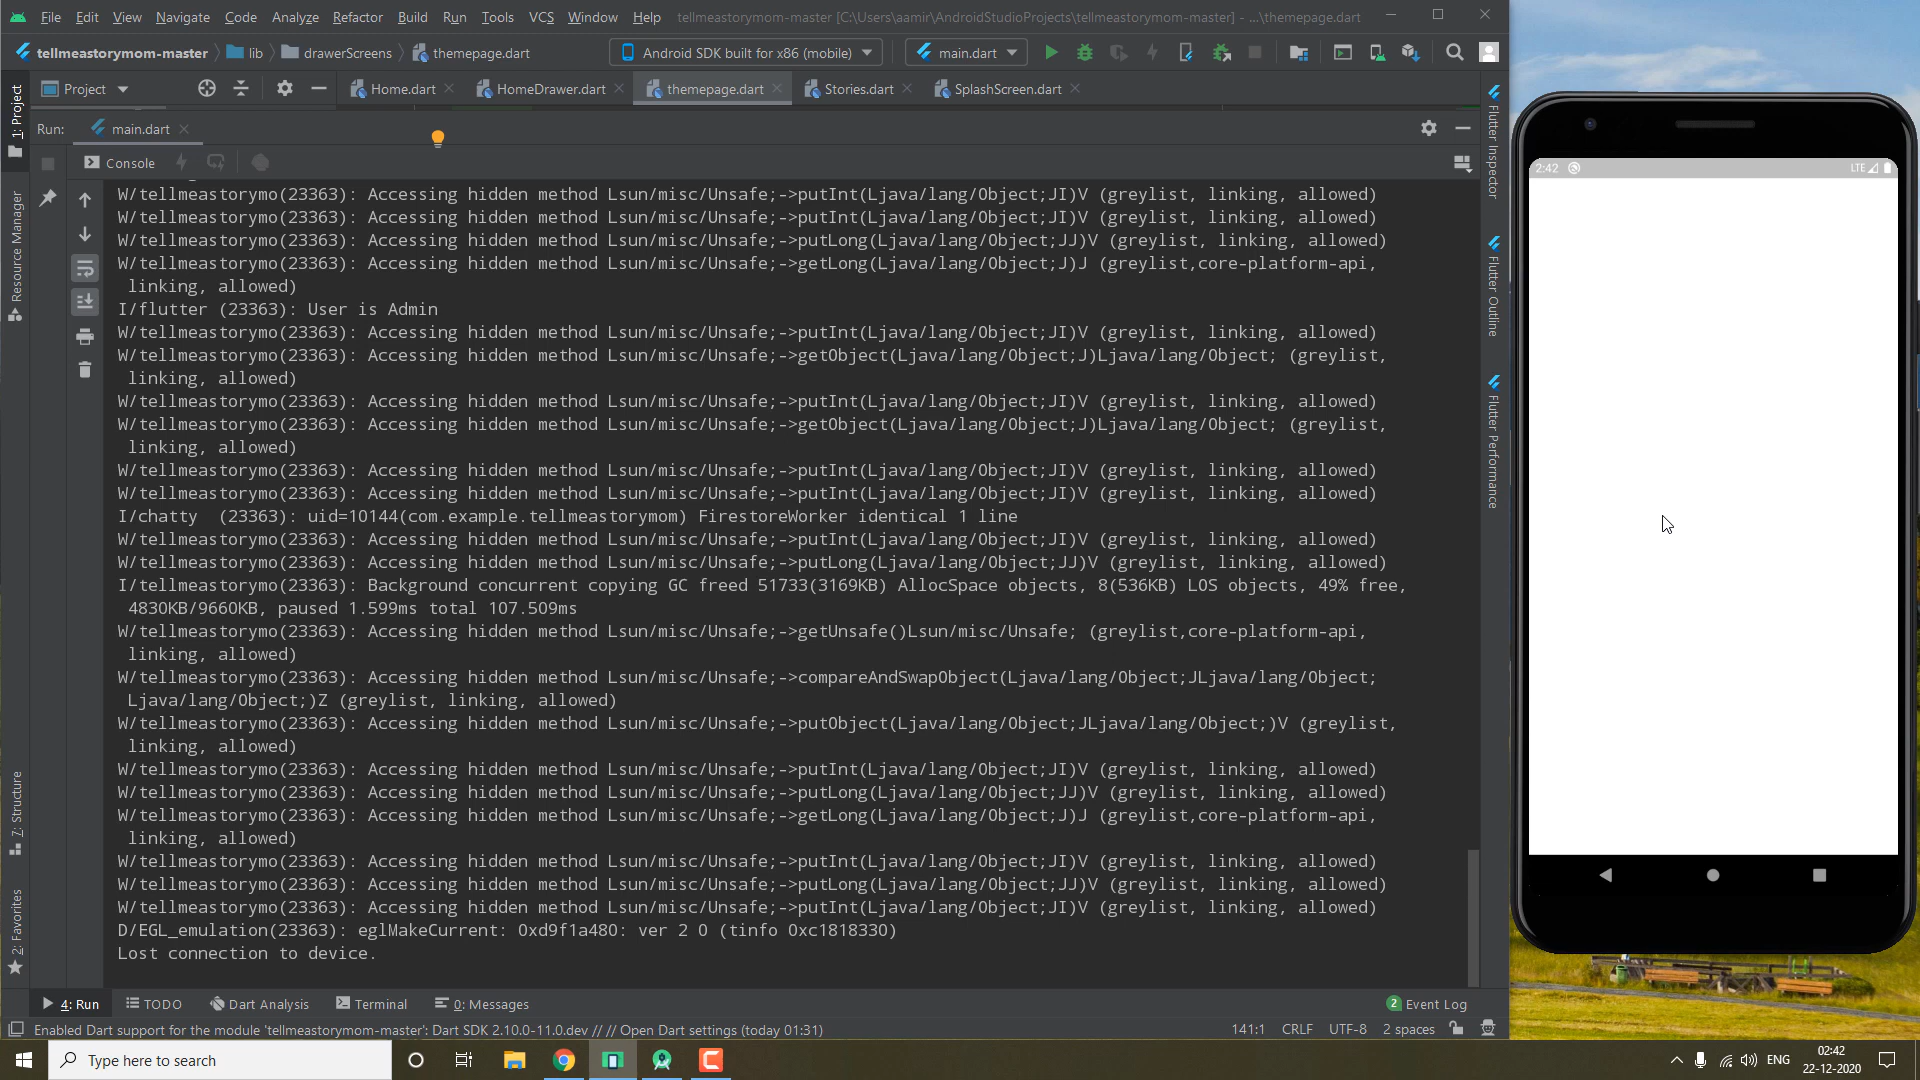 File Edit View Navigate Code Analyze Refactor Build Run Tools VCS Window Help tellmeastorymom-master [C:\Users\aamir\AndroidStudioProjects\tellmeastorymom-master] - ...\themepage.dart
tellmeastorymom-master lib drawerScreens themepage.dart Android SDK built for x86 (mobile) main.dart
1: Project
Resource Manager
7: Structure
2: Favorites
Project Home.dart HomeDrawer.dart themepage.dart Stories.dart SplashScreen.dart
Run: main.dart
Console
W/tellmeastorymo(23363): Accessing hidden method Lsun/misc/Unsafe;->putInt(Ljava/lang/Object;JI)V (greylist, linking, allowed)
W/tellmeastorymo(23363): Accessing hidden method Lsun/misc/Unsafe;->putInt(Ljava/lang/Object;JI)V (greylist, linking, allowed)
W/tellmeastorymo(23363): Accessing hidden method Lsun/misc/Unsafe;->putLong(Ljava/lang/Object;JJ)V (greylist, linking, allowed)
W/tellmeastorymo(23363): Accessing hidden method Lsun/misc/Unsafe;->getLong(Ljava/lang/Object;J)J (greylist,core-platform-api,
linking, allowed)
I/flutter (23363): User is Admin
W/tellmeastorymo(23363): Accessing hidden method Lsun/misc/Unsafe;->putInt(Ljava/lang/Object;JI)V (greylist, linking, allowed)
W/tellmeastorymo(23363): Accessing hidden method Lsun/misc/Unsafe;->getObject(Ljava/lang/Object;J)Ljava/lang/Object; (greylist,
linking, allowed)
W/tellmeastorymo(23363): Accessing hidden method Lsun/misc/Unsafe;->putInt(Ljava/lang/Object;JI)V (greylist, linking, allowed)
W/tellmeastorymo(23363): Accessing hidden method Lsun/misc/Unsafe;->getObject(Ljava/lang/Object;J)Ljava/lang/Object; (greylist,
linking, allowed)
W/tellmeastorymo(23363): Accessing hidden method Lsun/misc/Unsafe;->putInt(Ljava/lang/Object;JI)V (greylist, linking, allowed)
W/tellmeastorymo(23363): Accessing hidden method Lsun/misc/Unsafe;->putInt(Ljava/lang/Object;JI)V (greylist, linking, allowed)
I/chatty  (23363): uid=10144(com.example.tellmeastorymom) FirestoreWorker identical 1 line
W/tellmeastorymo(23363): Accessing hidden method Lsun/misc/Unsafe;->putInt(Ljava/lang/Object;JI)V (greylist, linking, allowed)
W/tellmeastorymo(23363): Accessing hidden method Lsun/misc/Unsafe;->putLong(Ljava/lang/Object;JJ)V (greylist, linking, allowed)
I/tellmeastorymo(23363): Background concurrent copying GC freed 51733(3169KB) AllocSpace objects, 8(536KB) LOS objects, 49% free,
4830KB/9660KB, paused 1.599ms total 107.509ms
W/tellmeastorymo(23363): Accessing hidden method Lsun/misc/Unsafe;->getUnsafe()Lsun/misc/Unsafe; (greylist,core-platform-api,
linking, allowed)
W/tellmeastorymo(23363): Accessing hidden method Lsun/misc/Unsafe;->compareAndSwapObject(Ljava/lang/Object;JLjava/lang/Object;
Ljava/lang/Object;)Z (greylist, linking, allowed)
W/tellmeastorymo(23363): Accessing hidden method Lsun/misc/Unsafe;->putObject(Ljava/lang/Object;JLjava/lang/Object;)V (greylist,
linking, allowed)
W/tellmeastorymo(23363): Accessing hidden method Lsun/misc/Unsafe;->putInt(Ljava/lang/Object;JI)V (greylist, linking, allowed)
W/tellmeastorymo(23363): Accessing hidden method Lsun/misc/Unsafe;->putLong(Ljava/lang/Object;JJ)V (greylist, linking, allowed)
W/tellmeastorymo(23363): Accessing hidden method Lsun/misc/Unsafe;->getLong(Ljava/lang/Object;J)J (greylist,core-platform-api,
linking, allowed)
W/tellmeastorymo(23363): Accessing hidden method Lsun/misc/Unsafe;->putInt(Ljava/lang/Object;JI)V (greylist, linking, allowed)
W/tellmeastorymo(23363): Accessing hidden method Lsun/misc/Unsafe;->putLong(Ljava/lang/Object;JJ)V (greylist, linking, allowed)
W/tellmeastorymo(23363): Accessing hidden method Lsun/misc/Unsafe;->putInt(Ljava/lang/Object;JI)V (greylist, linking, allowed)
D/EGL_emulation(23363): eglMakeCurrent: 0xd9f1a480: ver 2 0 (tinfo 0xc1818330)
Lost connection to device.
Flutter Inspector
Flutter Outline
Flutter Performance
2:42 LTE
4: Run TODO Dart Analysis Terminal 0: Messages 2 Event Log
Enabled Dart support for the module 'tellmeastorymom-master': Dart SDK 2.10.0-11.0.dev // // Open Dart settings (today 01:31) 141:1 CRLF UTF-8 2 spaces
Type here to search ENG 02:42
22-12-2020